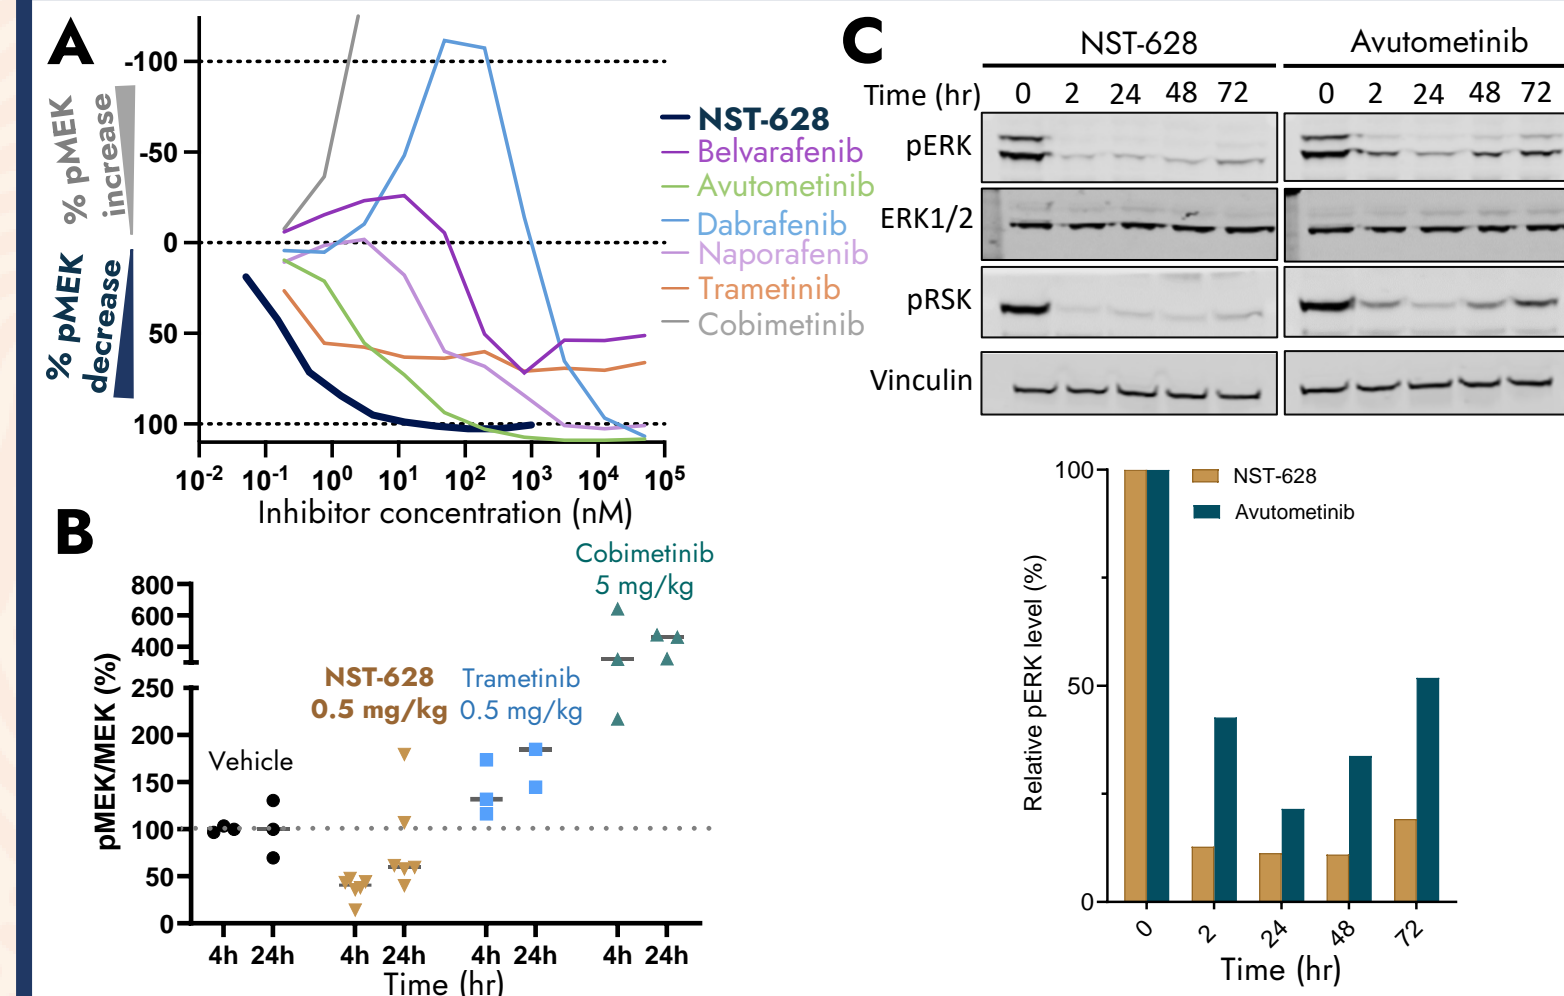 A
-100
-50
0
50
100
% pMEK
increase
% pMEK
decrease
10-2 10-1 100 101 102 103 104 105
Inhibitor concentration (nM)
NST-628
Belvarafenib
Avutometinib
Dabrafenib
Naporafenib
Trametinib
Cobimetinib
B
800
600
400
250
200
150
100
50
0
pMEK/MEK (%)
Vehicle
NST-628
0.5 mg/kg
Trametinib
0.5 mg/kg
Cobimetinib
5 mg/kg
4h 24h 4h 24h 4h 24h 4h 24h
Time (hr)
C
NST-628 Avutometinib
Time (hr) 0 2 24 48 72 0 2 24 48 72
pERK
ERK1/2
pRSK
Vinculin
100
50
0
Relative pERK level (%)
NST-628
Avutometinib
0 2 24 48 72
Time (hr)